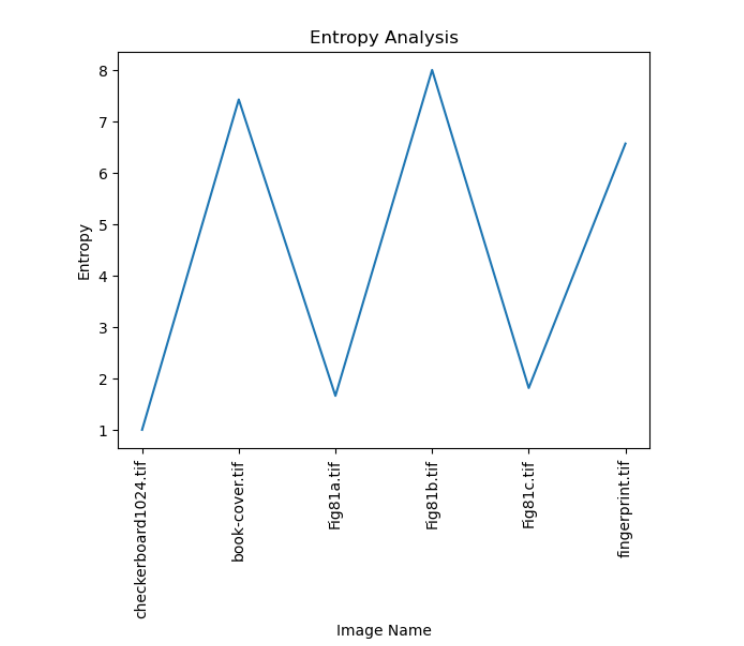 Entropy Analysis
8
7
6
5
4
3
2
1
Entropy
checkerboard1024.tif
book-cover.tif
Fig81a.tif
Fig81b.tif
Fig81c.tif
fingerprint.tif
Image Name